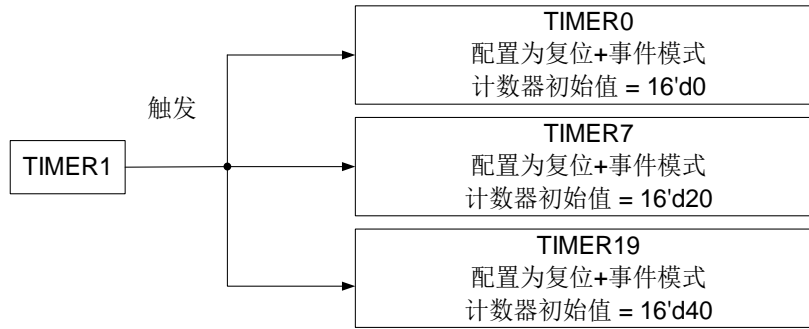 TIMER0
配置为复位+事件模式
计数器初始值 = 16'd0
触发
TIMER1
TIMER7
配置为复位+事件模式
计数器初始值 = 16'd20
TIMER19
配置为复位+事件模式
计数器初始值 = 16'd40